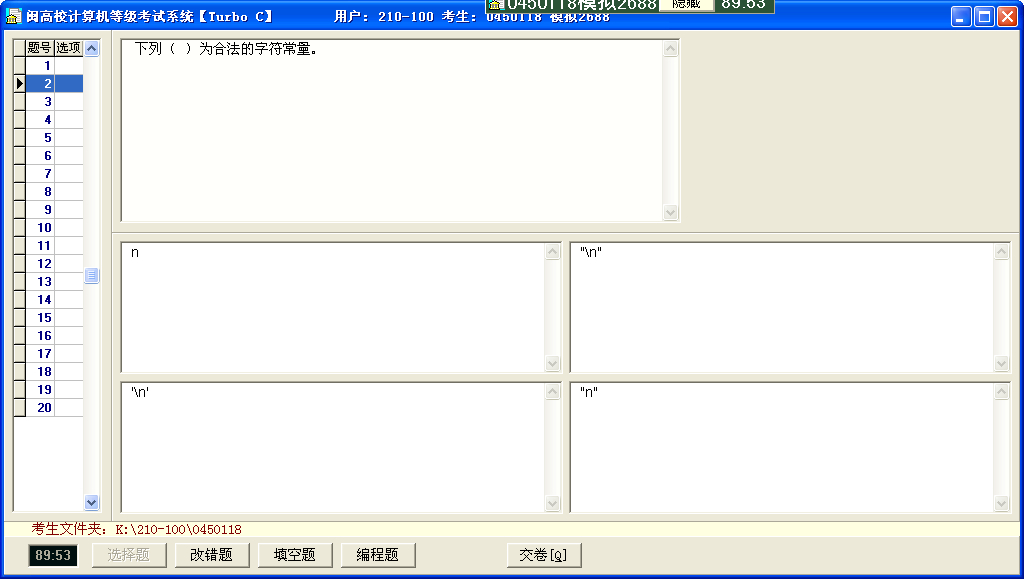 闽高校计算机等级考试系统【Turbo C】 用户: 210-100 考生: 0450118 模拟2688
0450118模拟2688 隐藏 89:53
题号 选项
下列（ ）为合法的字符常量。
1
2
3
4
5
6
7
8
9
10
11
12
13
14
15
16
17
18
19
20
n
"\n"
'\n'
"n"
考生文件夹: K:\210-100\0450118
89:53 选择题 改错题 填空题 编程题 交卷[Q]